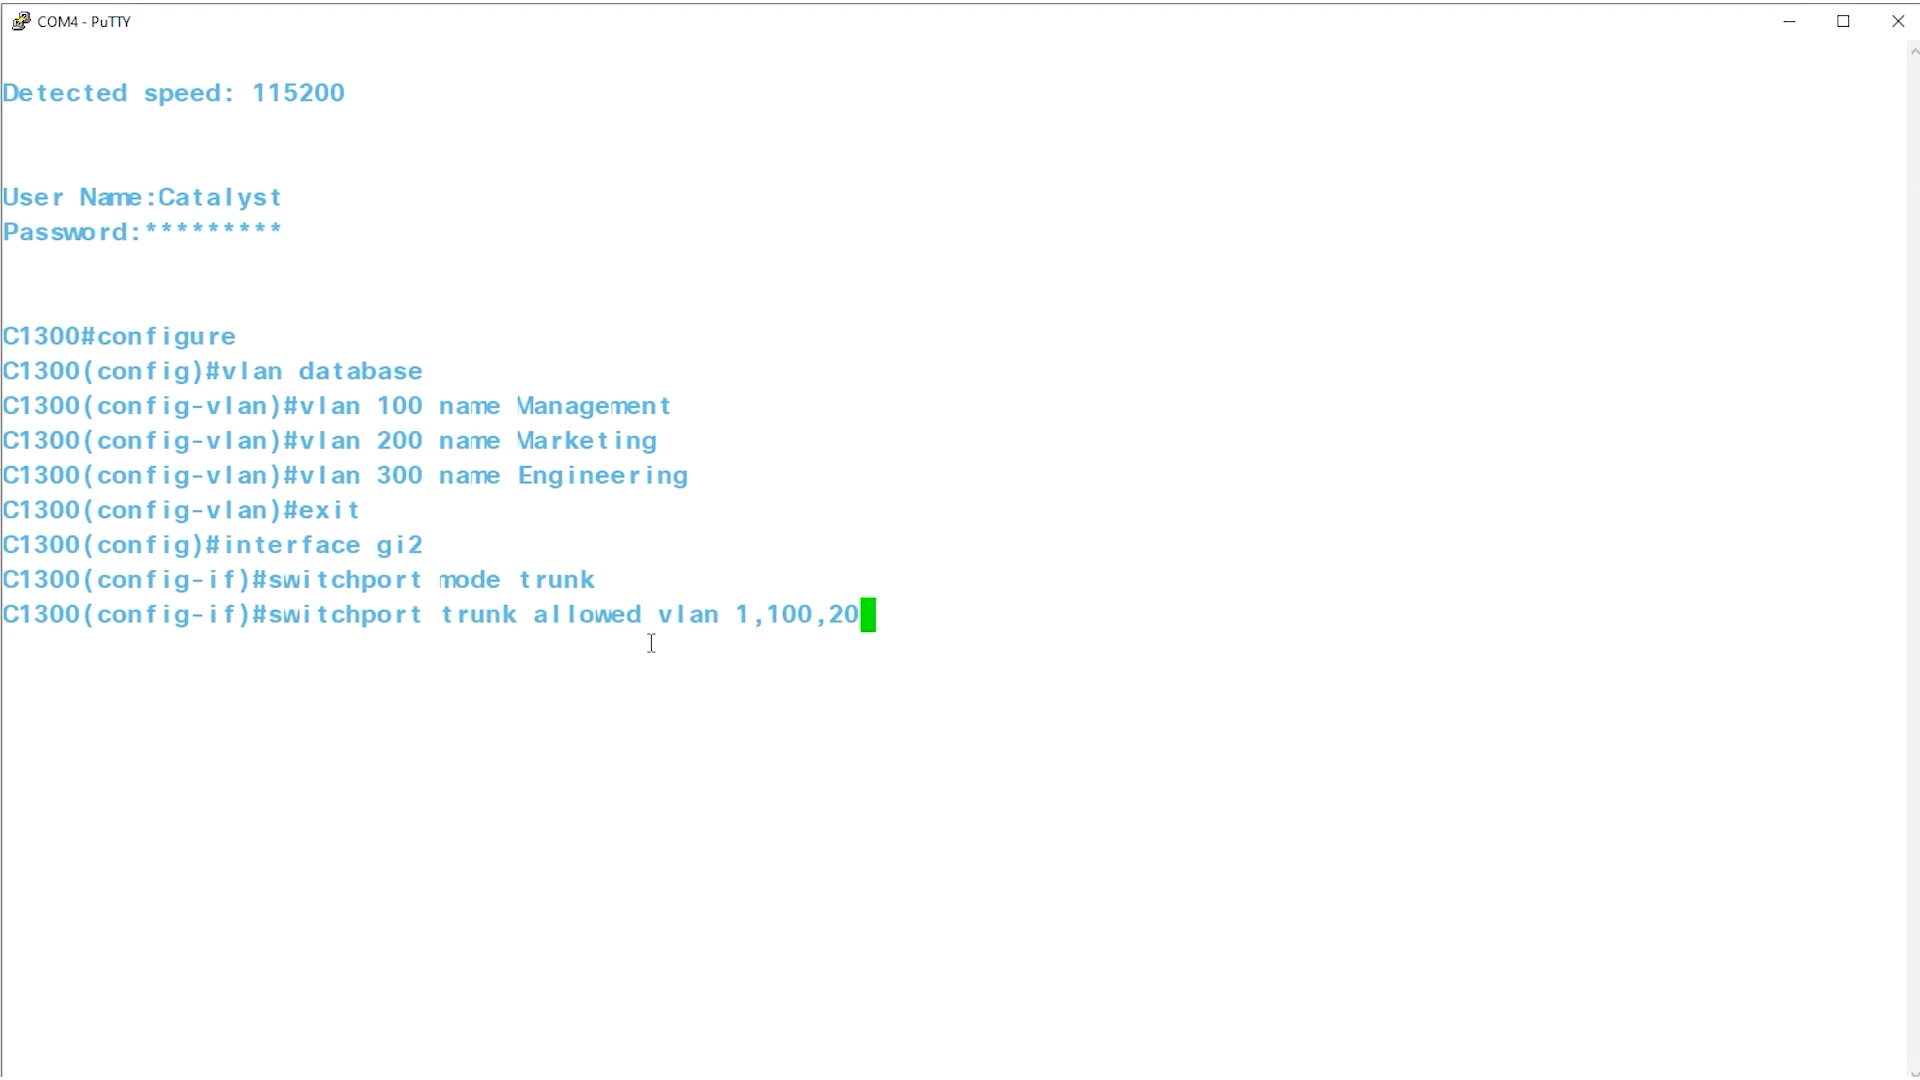 COM4 - PuTTY
Detected speed: 115200
User Name:Catalyst
Password:*********
C1300#configure
C1300(config)#vlan database
C1300(config-vlan)#vlan 100 name Management
C1300(config-vlan)#vlan 200 name Marketing
C1300(config-vlan)#vlan 300 name Engineering
C1300(config-vlan)#exit
C1300(config)#interface gi2
C1300(config-if)#switchport mode trunk
C1300(config-if)#switchport trunk allowed vlan 1,100,20